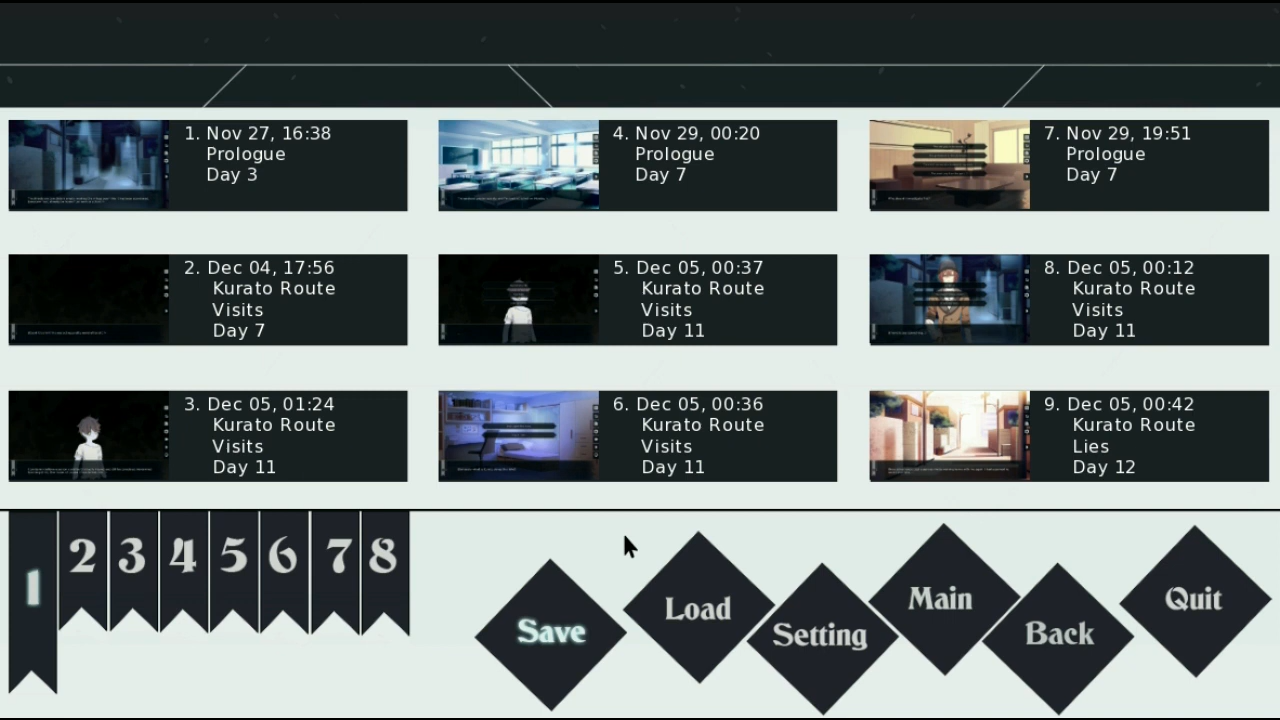 1. Nov 27, 16:38
Prologue
Day 3
4. Nov 29, 00:20
Prologue
Day 7
7. Nov 29, 19:51
Prologue
Day 7
2. Dec 04, 17:56
Kurato Route
Visits
Day 7
5. Dec 05, 00:37
Kurato Route
Visits
Day 11
8. Dec 05, 00:12
Kurato Route
Visits
Day 11
3. Dec 05, 01:24
Kurato Route
Visits
Day 11
6. Dec 05, 00:36
Kurato Route
Visits
Day 11
9. Dec 05, 00:42
Kurato Route
Lies
Day 12
1 2 3 4 5 6 7 8
Save Load Setting Main Back Quit